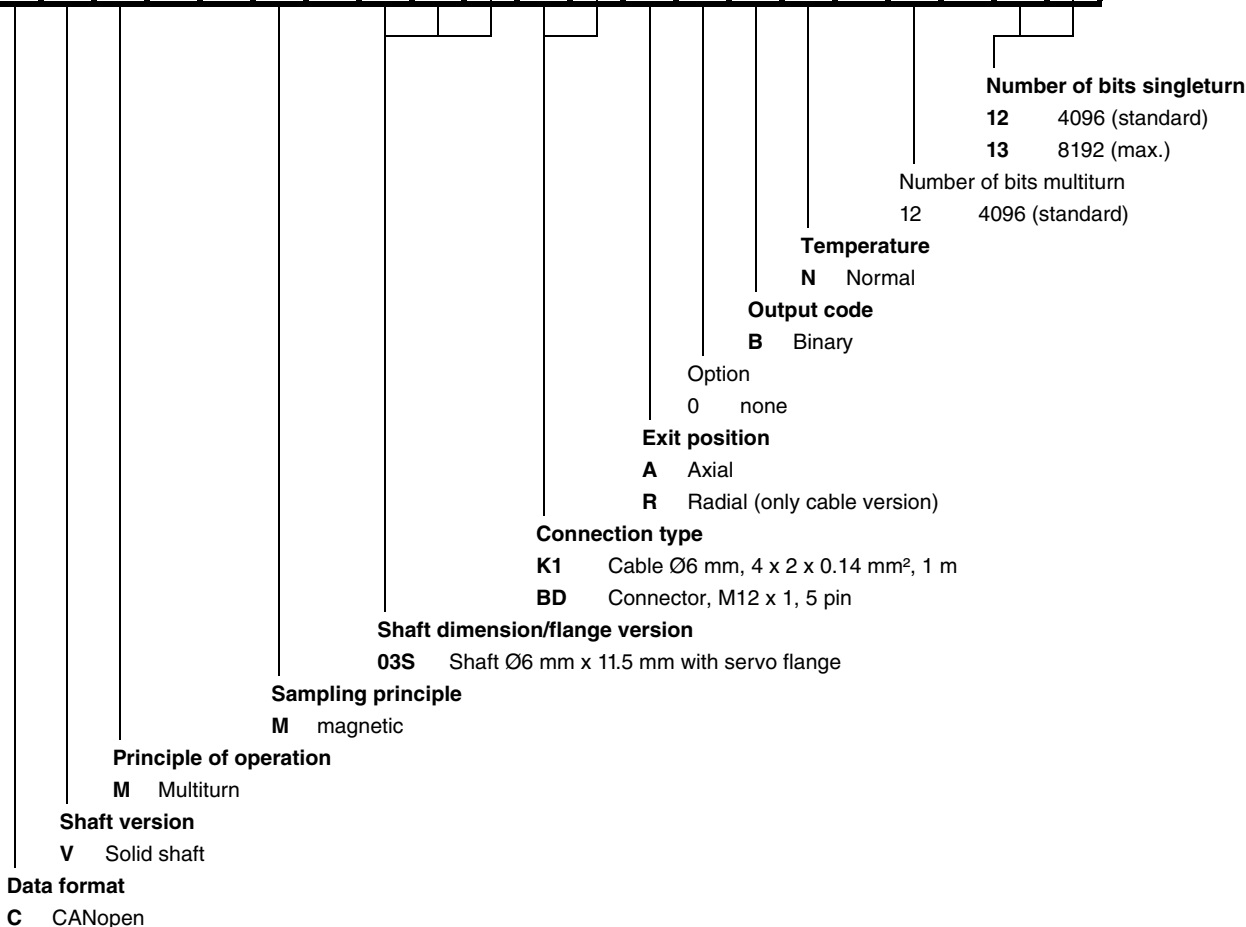 Number of bits singleturn
12 4096 (standard)
13 8192 (max.)
Number of bits multiturn
12 4096 (standard)
Temperature
N Normal
Output code
B Binary
Option
0 none
Exit position
A Axial
R Radial (only cable version)
Connection type
K1 Cable Ø6 mm, 4 x 2 x 0.14 mm², 1 m
BD Connector, M12 x 1, 5 pin
Shaft dimension/flange version
03S Shaft Ø6 mm x 11.5 mm with servo flange
Sampling principle
M magnetic
Principle of operation
M Multiturn
Shaft version
V Solid shaft
Data format
C CANopen